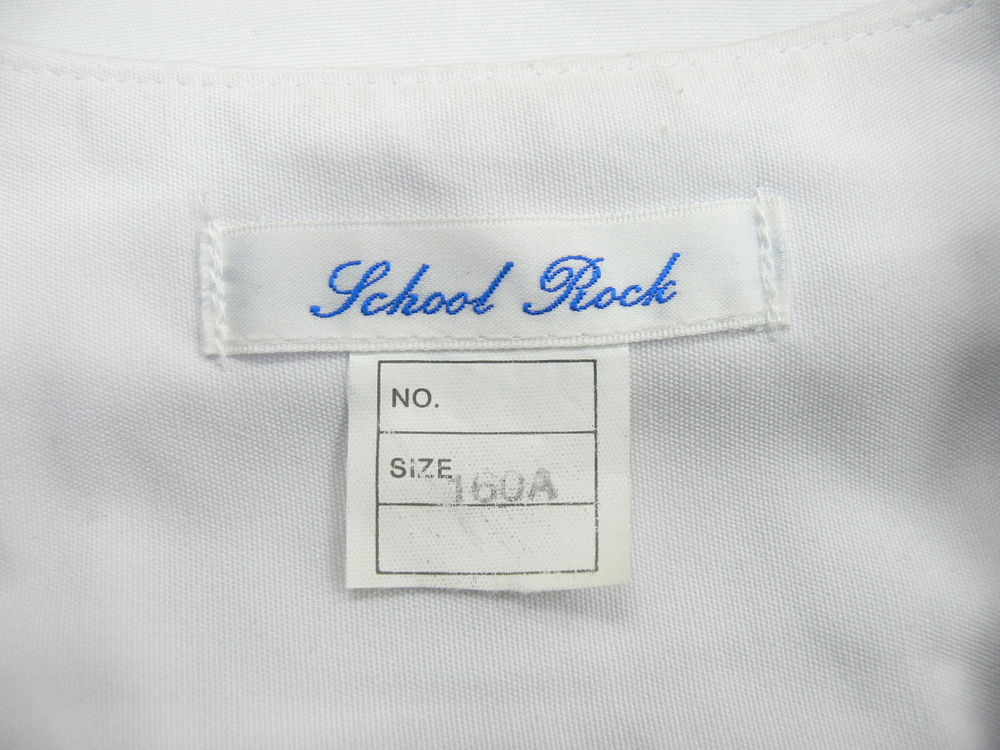 School Rock
NO.
SIZE 160A